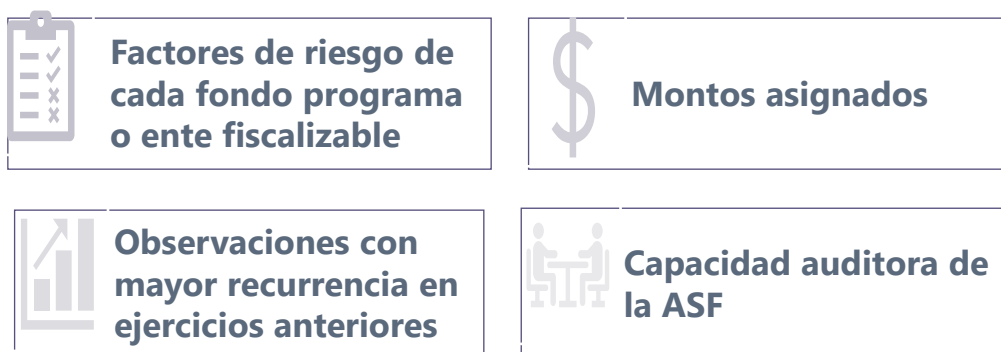 Factores de riesgo de
cada fondo programa
o ente fiscalizable
Montos asignados
Observaciones con
mayor recurrencia en
ejercicios anteriores
Capacidad auditora de
la ASF